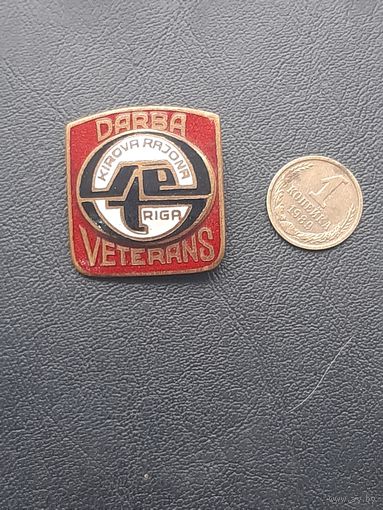 DARBA
KIROVA RAJONA
RIGA
VETERANS
1
КОПЕЙКА